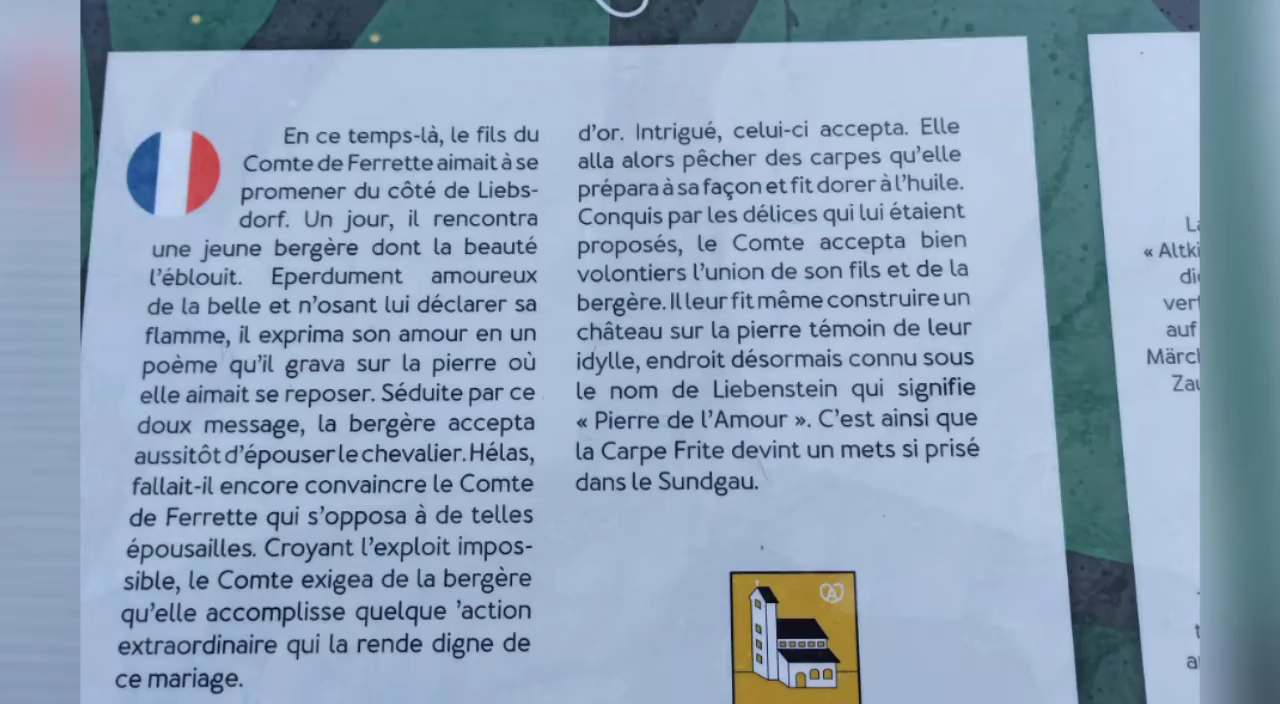 En ce temps-là, le fils du
Comte de Ferrette aimait à se
promener du côté de Liebs-
dorf. Un jour, il rencontra
une jeune bergère dont la beauté
l'éblouit. Eperdument amoureux
de la belle et n'osant lui déclarer sa
flamme, il exprima son amour en un
poème qu'il grava sur la pierre où
elle aimait se reposer. Séduite par ce
doux message, la bergère accepta
aussitôt d'épouser le chevalier. Hélas,
fallait-il encore convaincre le Comte
de Ferrette qui s'opposa à de telles
épousailles. Croyant l'exploit impos-
sible, le Comte exigea de la bergère
qu'elle accomplisse quelque 'action
extraordinaire qui la rende digne de
ce mariage.
d'or. Intrigué, celui-ci accepta. Elle
alla alors pêcher des carpes qu'elle
prépara à sa façon et fit dorer à l'huile.
Conquis par les délices qui lui étaient
proposés, le Comte accepta bien
volontiers l'union de son fils et de la
bergère. Il leur fit même construire un
château sur la pierre témoin de leur
idylle, endroit désormais connu sous
le nom de Liebenstein qui signifie
« Pierre de l'Amour ». C'est ainsi que
la Carpe Frite devint un mets si prisé
dans le Sundgau.
A
« Altki
auf